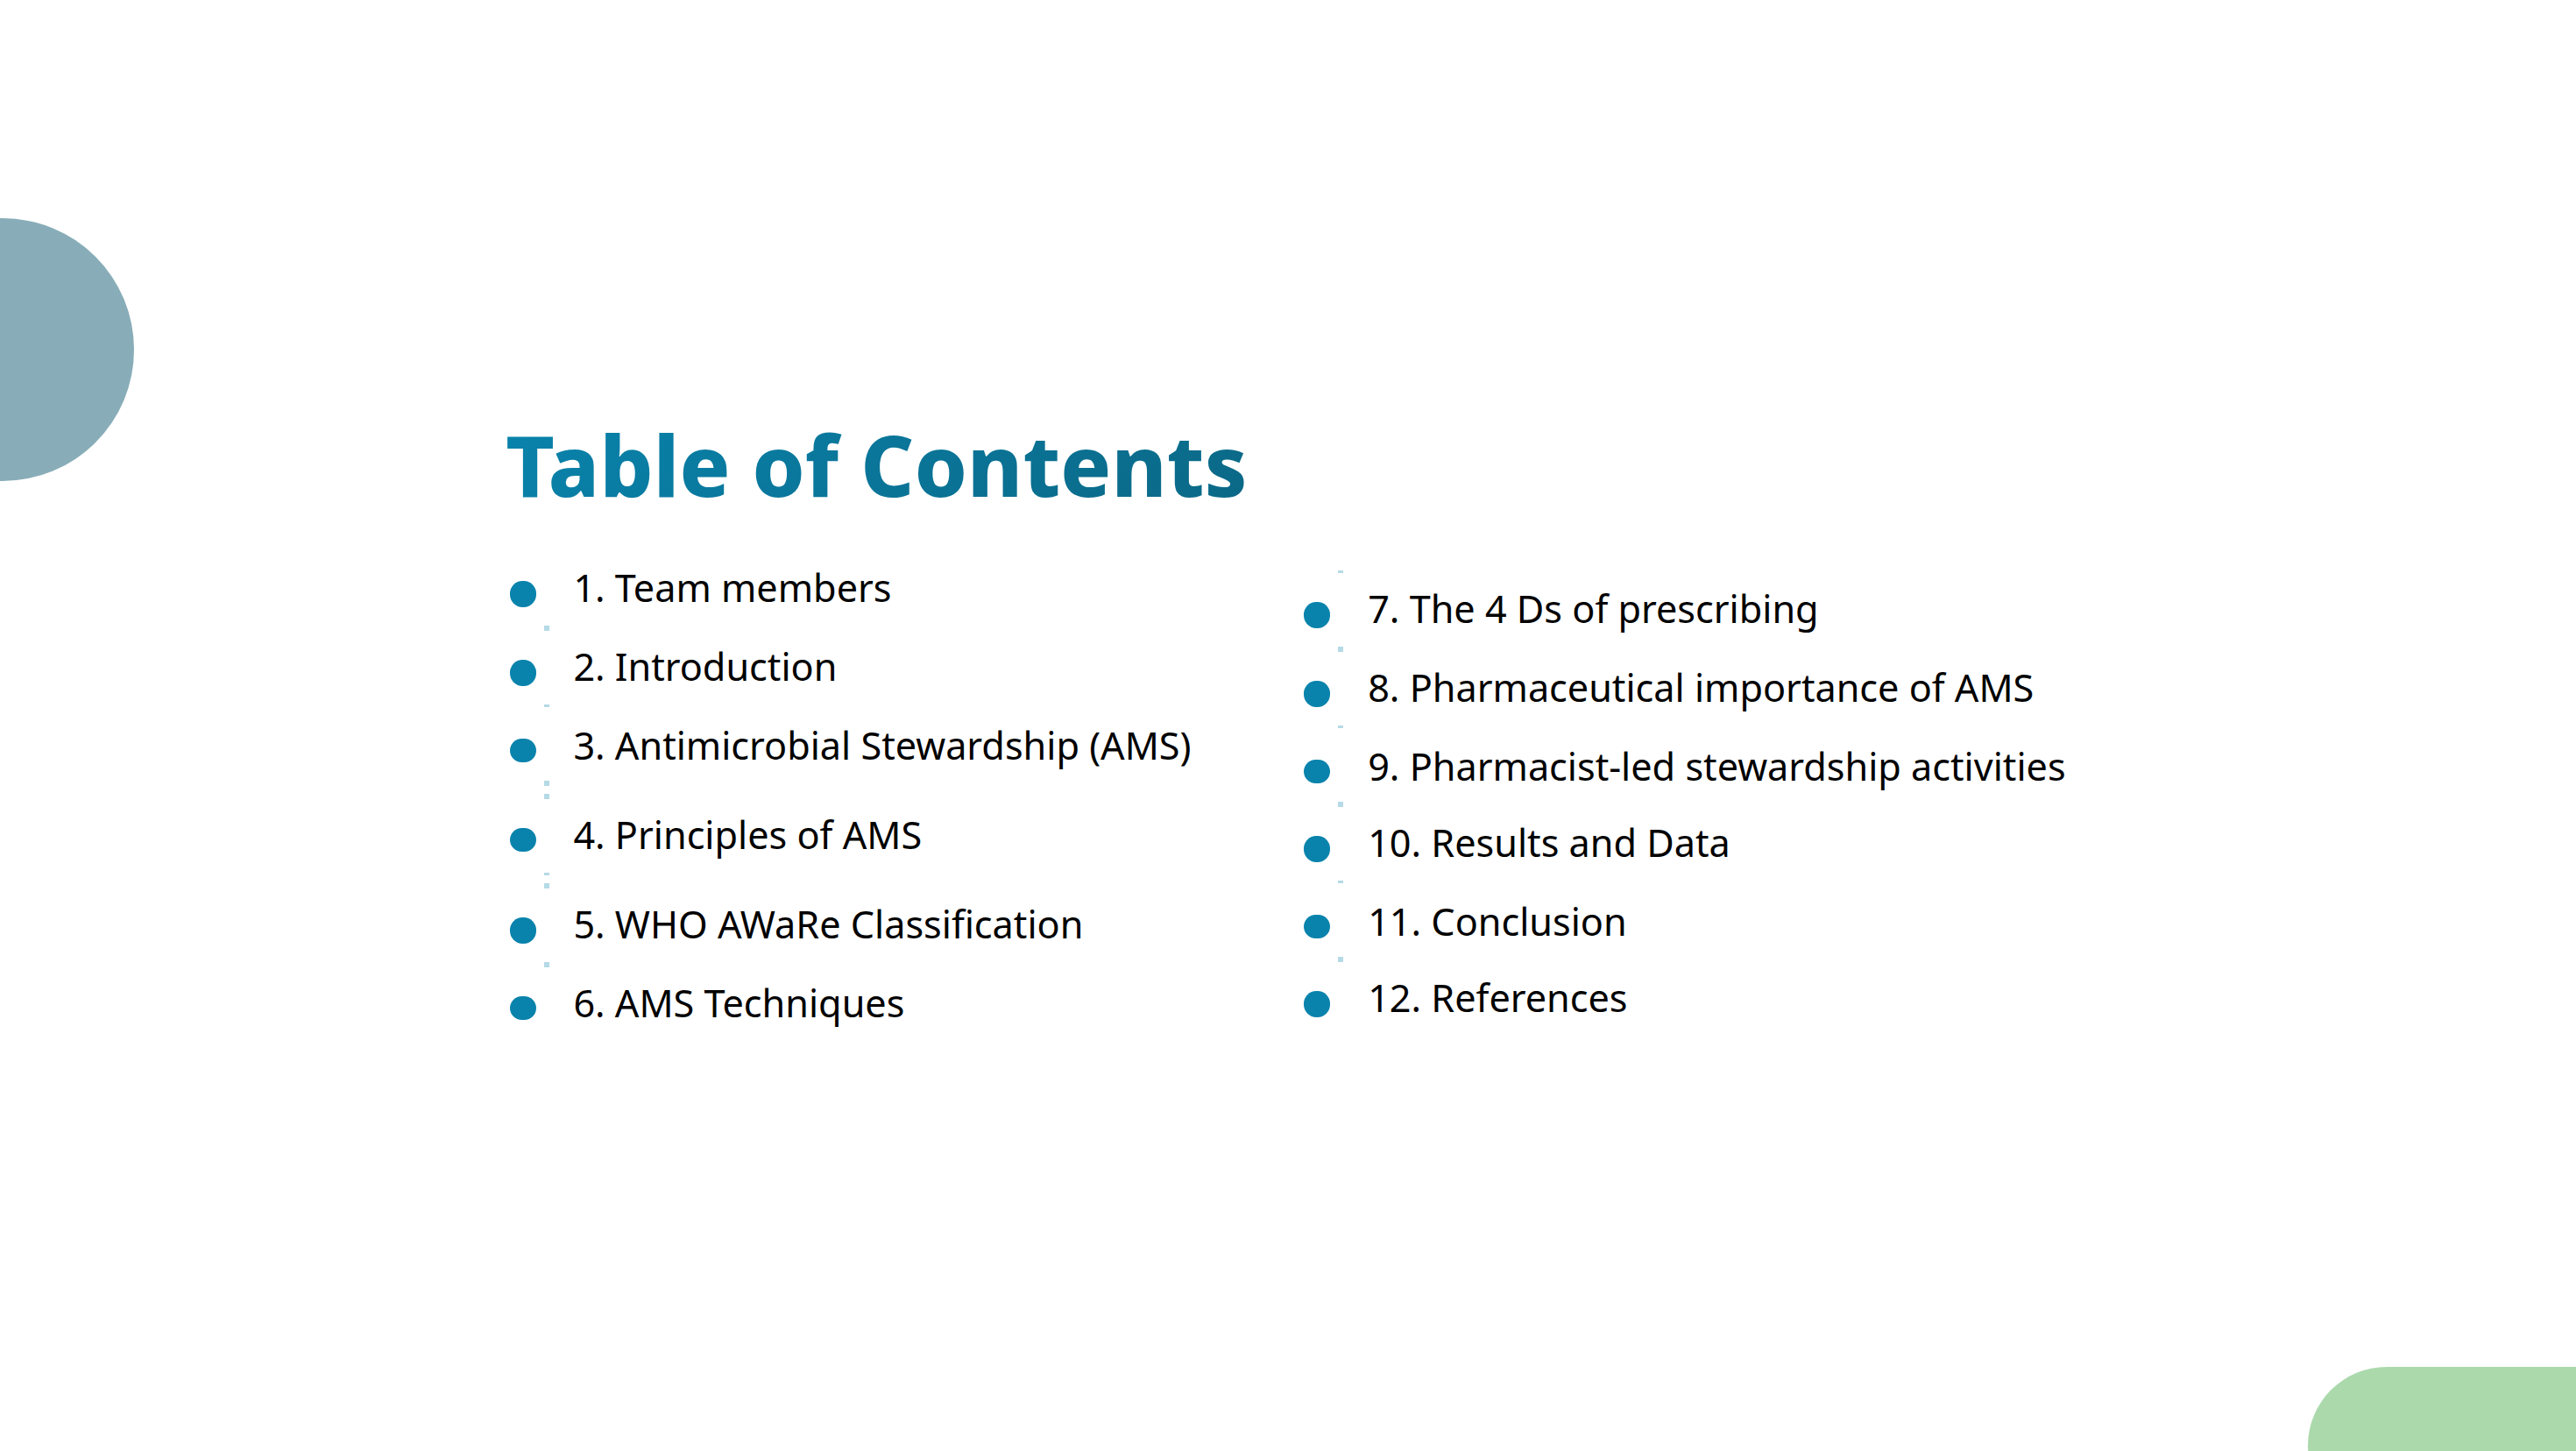 Table of Contents
1. Team members
2. Introduction
3. Antimicrobial Stewardship (AMS)
4. Principles of AMS
5. WHO AWaRe Classification
6. AMS Techniques
7. The 4 Ds of prescribing
8. Pharmaceutical importance of AMS
9. Pharmacist-led stewardship activities
10. Results and Data
11. Conclusion
12. References